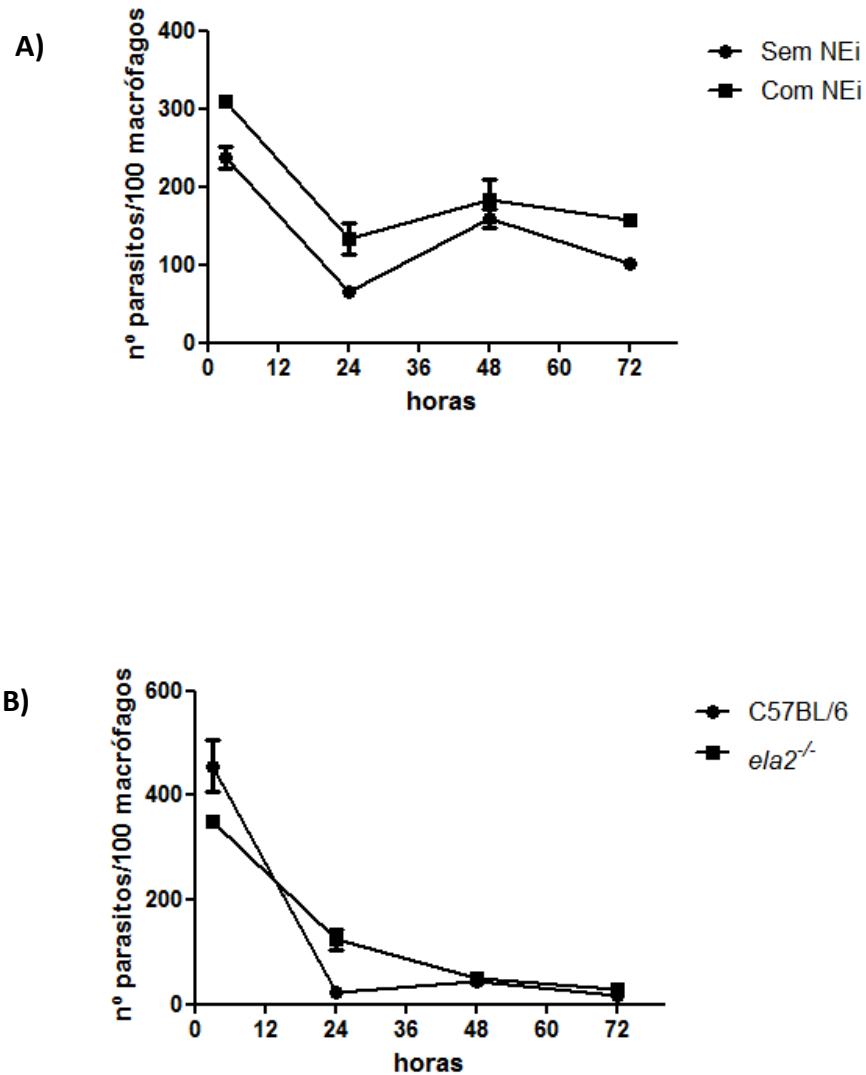 A)
nº parasitos/100 macrófagos
400
300
200
100
0
0 12 24 36 48 60 72
horas
Sem NEi
Com NEi
B)
nº parasitos/100 macrófagos
600
400
200
0
0 12 24 36 48 60 72
horas
C57BL/6
ela2-/-